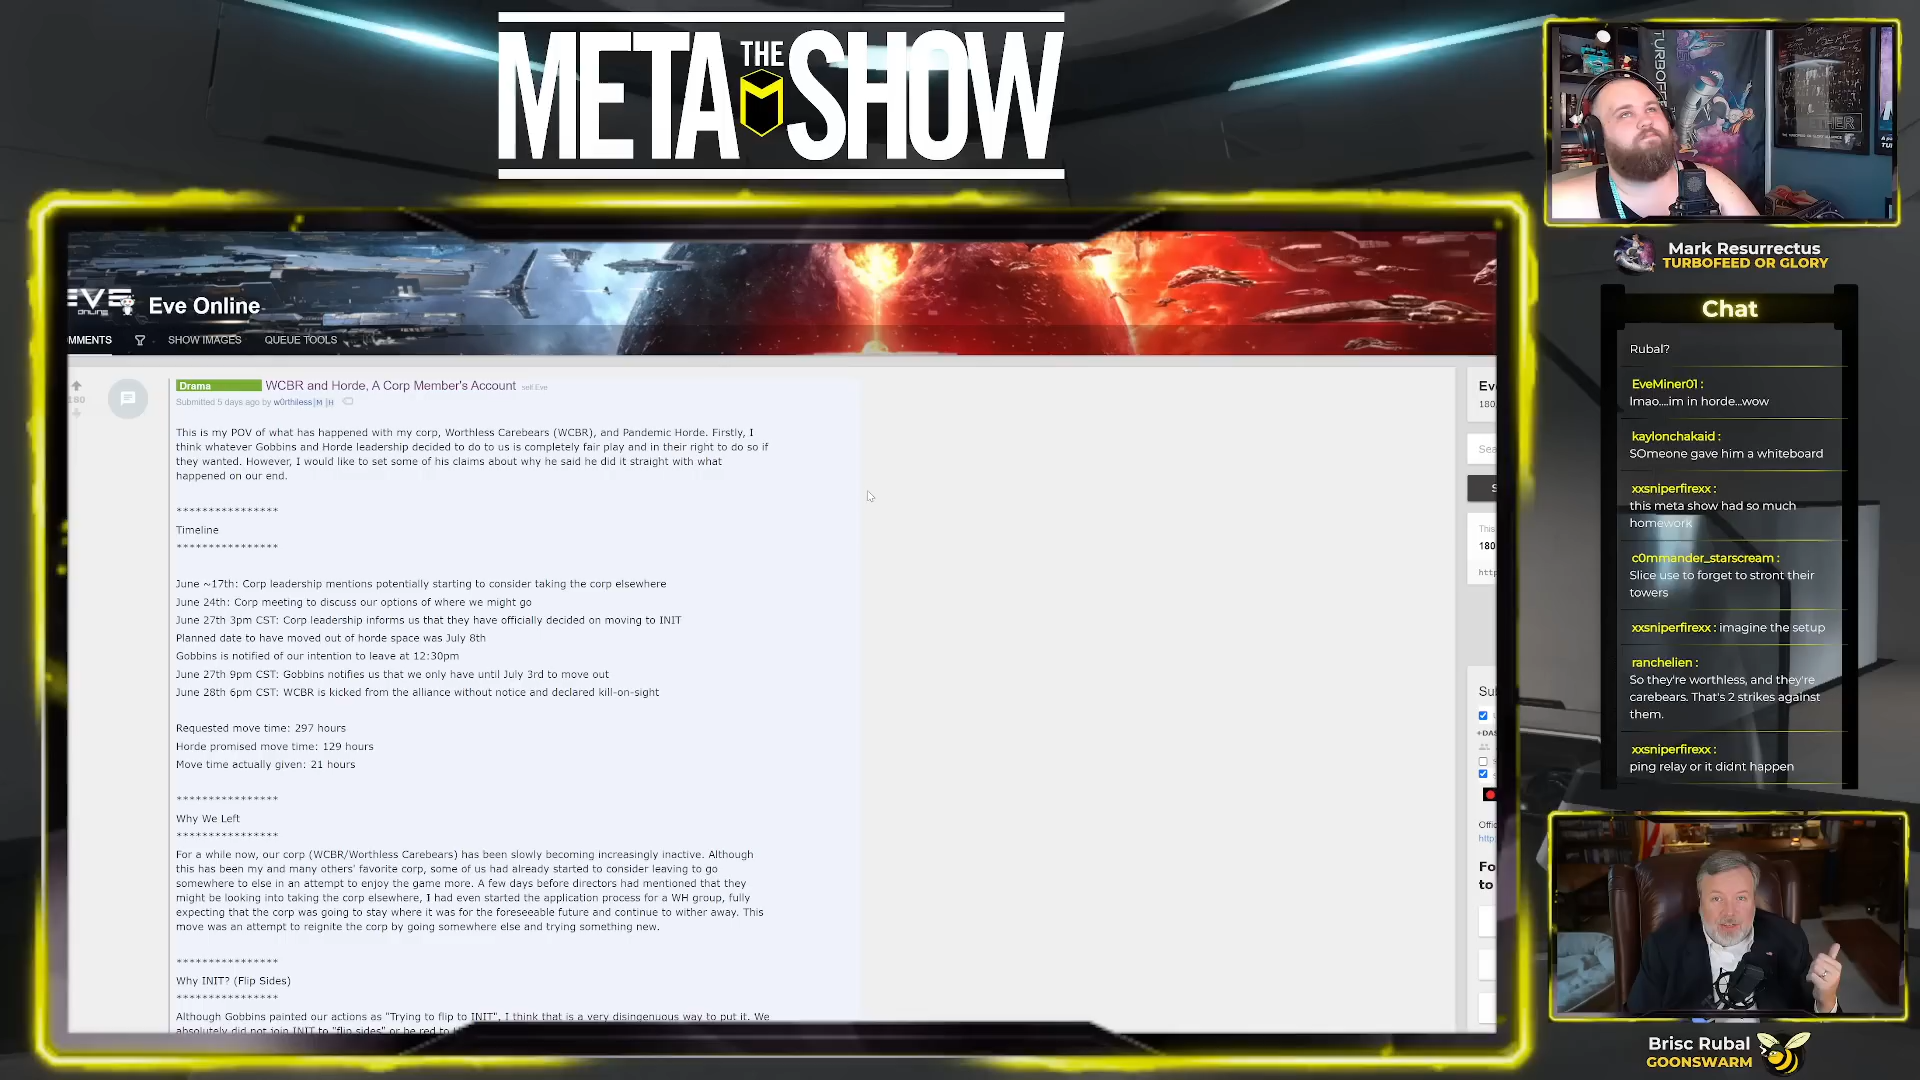 META THE SHOW
EVE
ONLINE
Eve Online
MMENTS
SHOW IMAGES
QUEUE TOOLS
180
Drama
WCBR and Horde, A Corp Member's Account
self.Eve
Submitted 5 days ago by w0rthiless [M] [H]
This is my POV of what has happened with my corp, Worthless Carebears (WCBR), and Pandemic Horde. Firstly, I
think whatever Gobbins and Horde leadership decided to do to us is completely fair play and in their right to do so if
they wanted. However, I would like to set some of his claims about why he said he did it straight with what
happened on our end.
****************
Timeline
****************
June ~17th: Corp leadership mentions potentially starting to consider taking the corp elsewhere
June 24th: Corp meeting to discuss our options of where we might go
June 27th 3pm CST: Corp leadership informs us that they have officially decided on moving to INIT
Planned date to have moved out of horde space was July 8th
Gobbins is notified of our intention to leave at 12:30pm
June 27th 9pm CST: Gobbins notifies us that we only have until July 3rd to move out
June 28th 6pm CST: WCBR is kicked from the alliance without notice and declared kill-on-sight
Requested move time: 297 hours
Horde promised move time: 129 hours
Move time actually given: 21 hours
****************
Why We Left
****************
For a while now, our corp (WCBR/Worthless Carebears) has been slowly becoming increasingly inactive. Although
this has been my and many others' favorite corp, some of us had already started to consider leaving to go
somewhere to else in an attempt to enjoy the game more. A few days before directors had mentioned that they
might be looking into taking the corp elsewhere, I had even started the application process for a WH group, fully
expecting that the corp was going to stay where it was for the foreseeable future and continue to wither away. This
move was an attempt to reignite the corp by going somewhere else and trying something new.
****************
Why INIT? (Flip Sides)
****************
Although Gobbins painted our actions as "Trying to flip to INIT", I think that is a very disingenuous way to put it. We
absolutely did not join INIT to "flip sides" or be red to
Ev
180
Sea
S
This
180
http
Su
+DAS
Offic
http
Fo
to
Mark Resurrectus
TURBOFEED OR GLORY
Chat
Rubal?
EveMiner01 :
lmao....im in horde...wow
kaylonchakaid :
SOmeone gave him a whiteboard
xxsniperfirexx :
this meta show had so much
homework
c0mmander_starscream :
Slice use to forget to stront their
towers
xxsniperfirexx : imagine the setup
ranchelien :
So they're worthless, and they're
carebears. That's 2 strikes against
them.
xxsniperfirexx :
ping relay or it didnt happen
Brisc Rubal
GOONSWARM